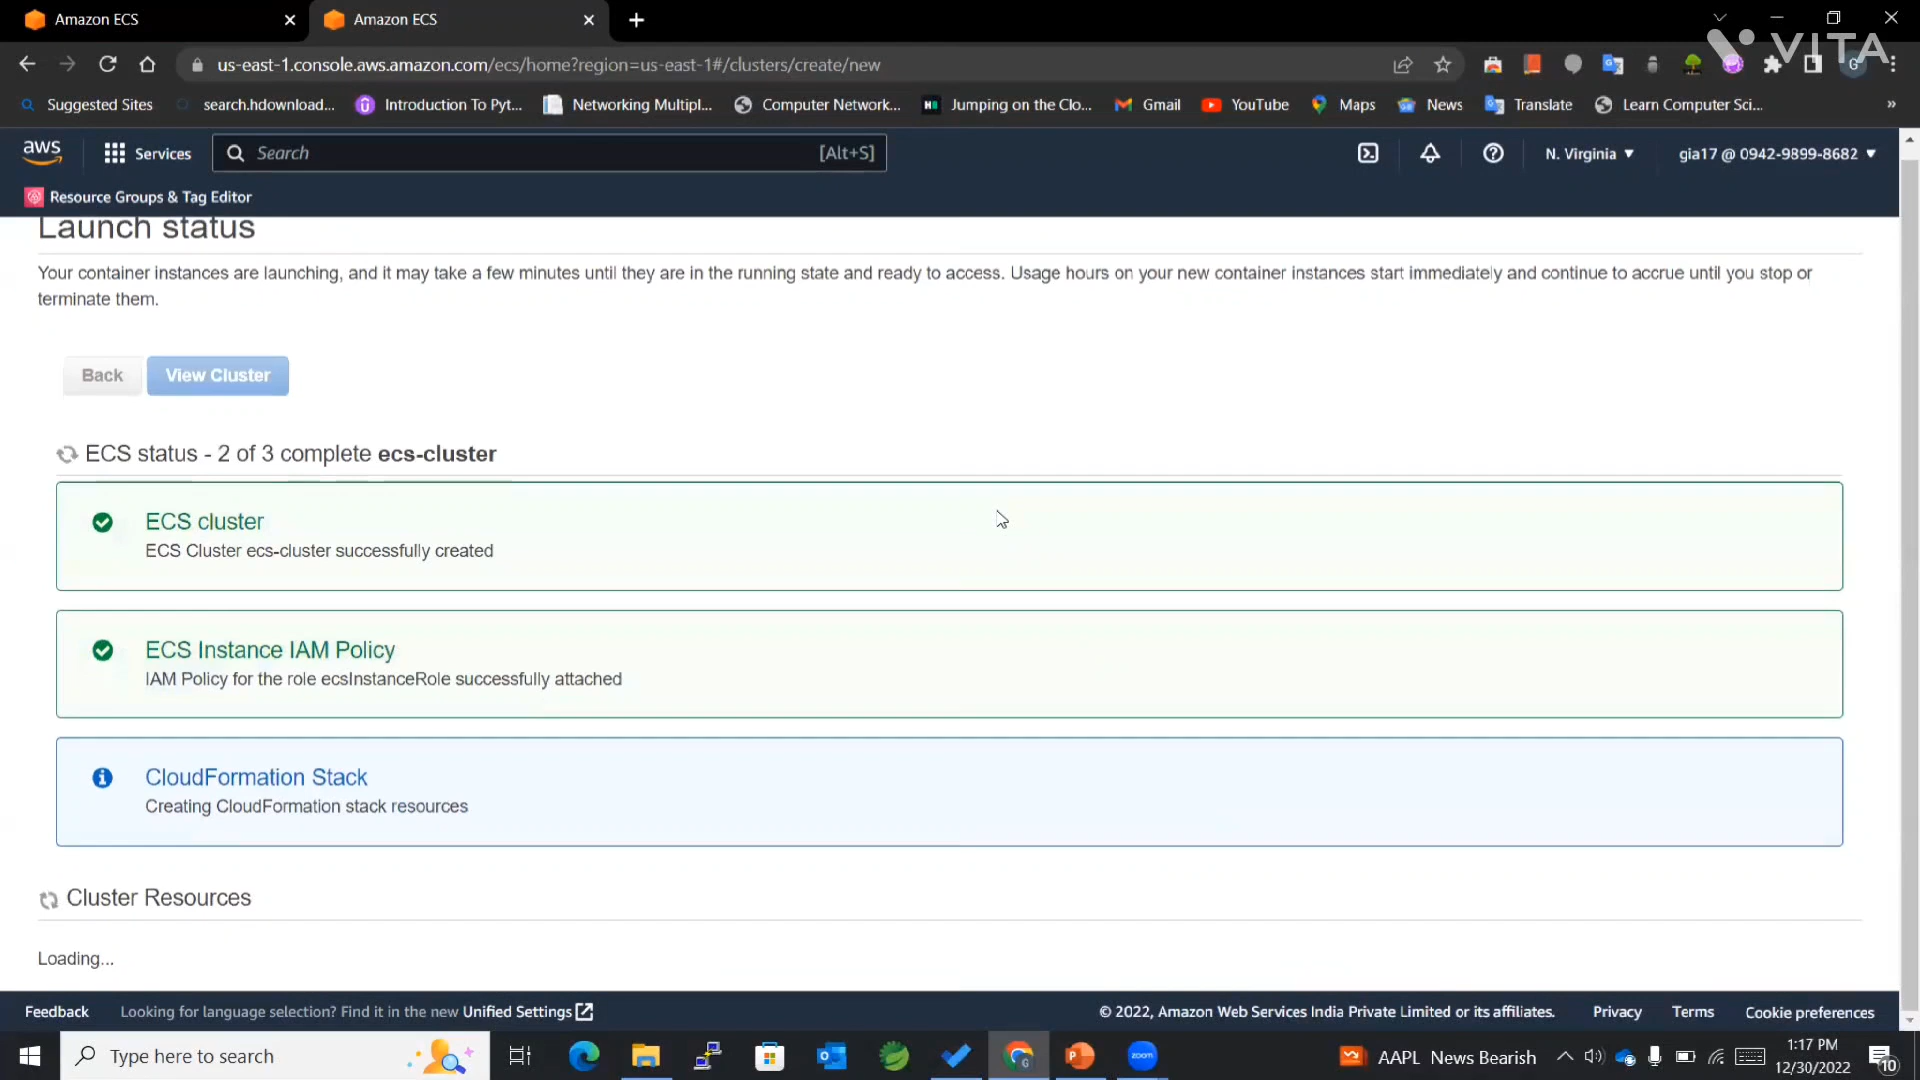 Amazon ECS
Amazon ECS
VITA
us-east-1.console.aws.amazon.com/ecs/home?region=us-east-1#/clusters/create/new
G
Suggested Sites
search.hdownload...
Introduction To Pyt...
Networking Multipl...
Computer Network...
Jumping on the Clo...
Gmail
YouTube
Maps
News
Translate
Learn Computer Sci...
»
aws
Services
Search
[Alt+S]
N. Virginia
gia17 @ 0942-9899-8682
Resource Groups & Tag Editor
Launch status
Your container instances are launching, and it may take a few minutes until they are in the running state and ready to access. Usage hours on your new container instances start immediately and continue to accrue until you stop or
terminate them.
Back
View Cluster
ECS status - 2 of 3 complete ecs-cluster
ECS cluster
ECS Cluster ecs-cluster successfully created
ECS Instance IAM Policy
IAM Policy for the role ecsInstanceRole successfully attached
CloudFormation Stack
Creating CloudFormation stack resources
Cluster Resources
Loading...
Feedback
Looking for language selection? Find it in the new Unified Settings
© 2022, Amazon Web Services India Private Limited or its affiliates.
Privacy
Terms
Cookie preferences
Type here to search
zoom
AAPL News Bearish
1:17 PM
12/30/2022
10